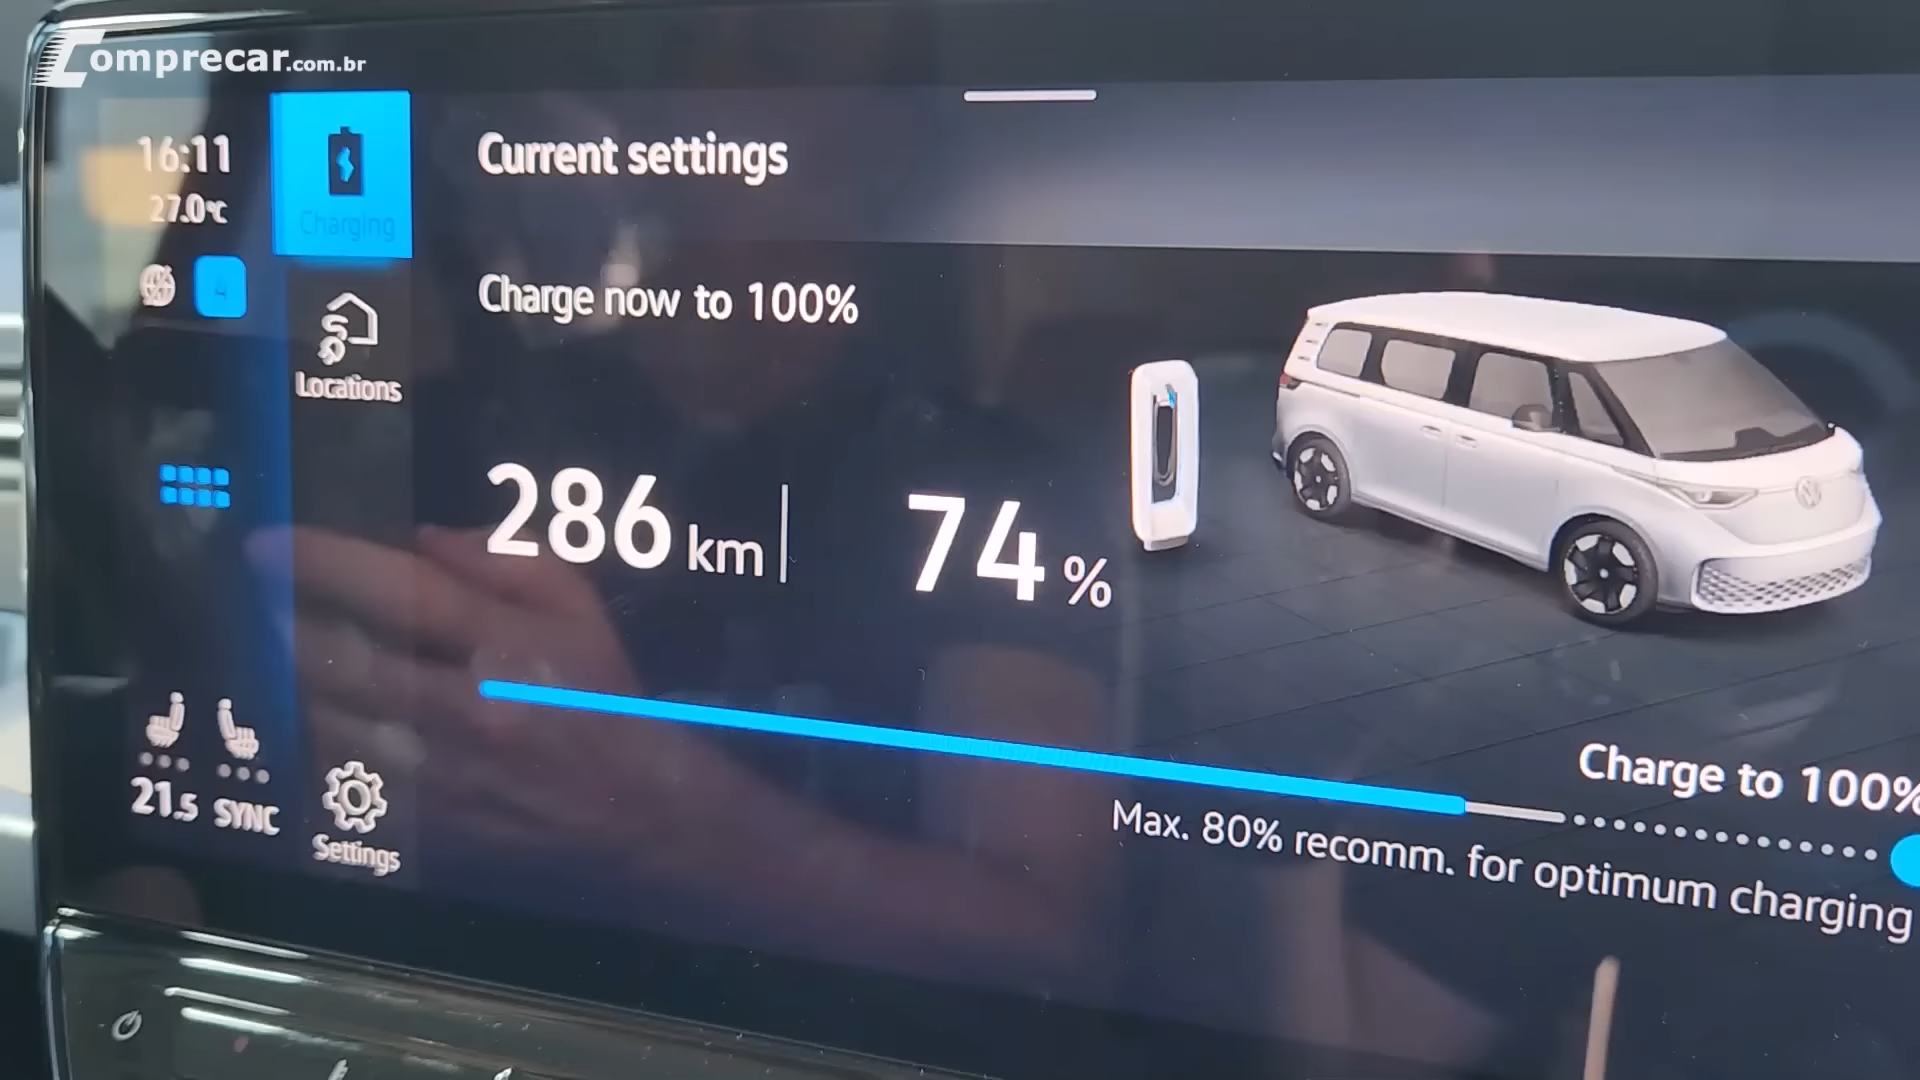 Comprecar.com.br
16:11
27.0°C
Charging
Current settings
Charge now to 100%
Locations
286 km
74 %
Charge to 100%
Max. 80% recomm. for optimum charging
21.5 SYNC
Settings